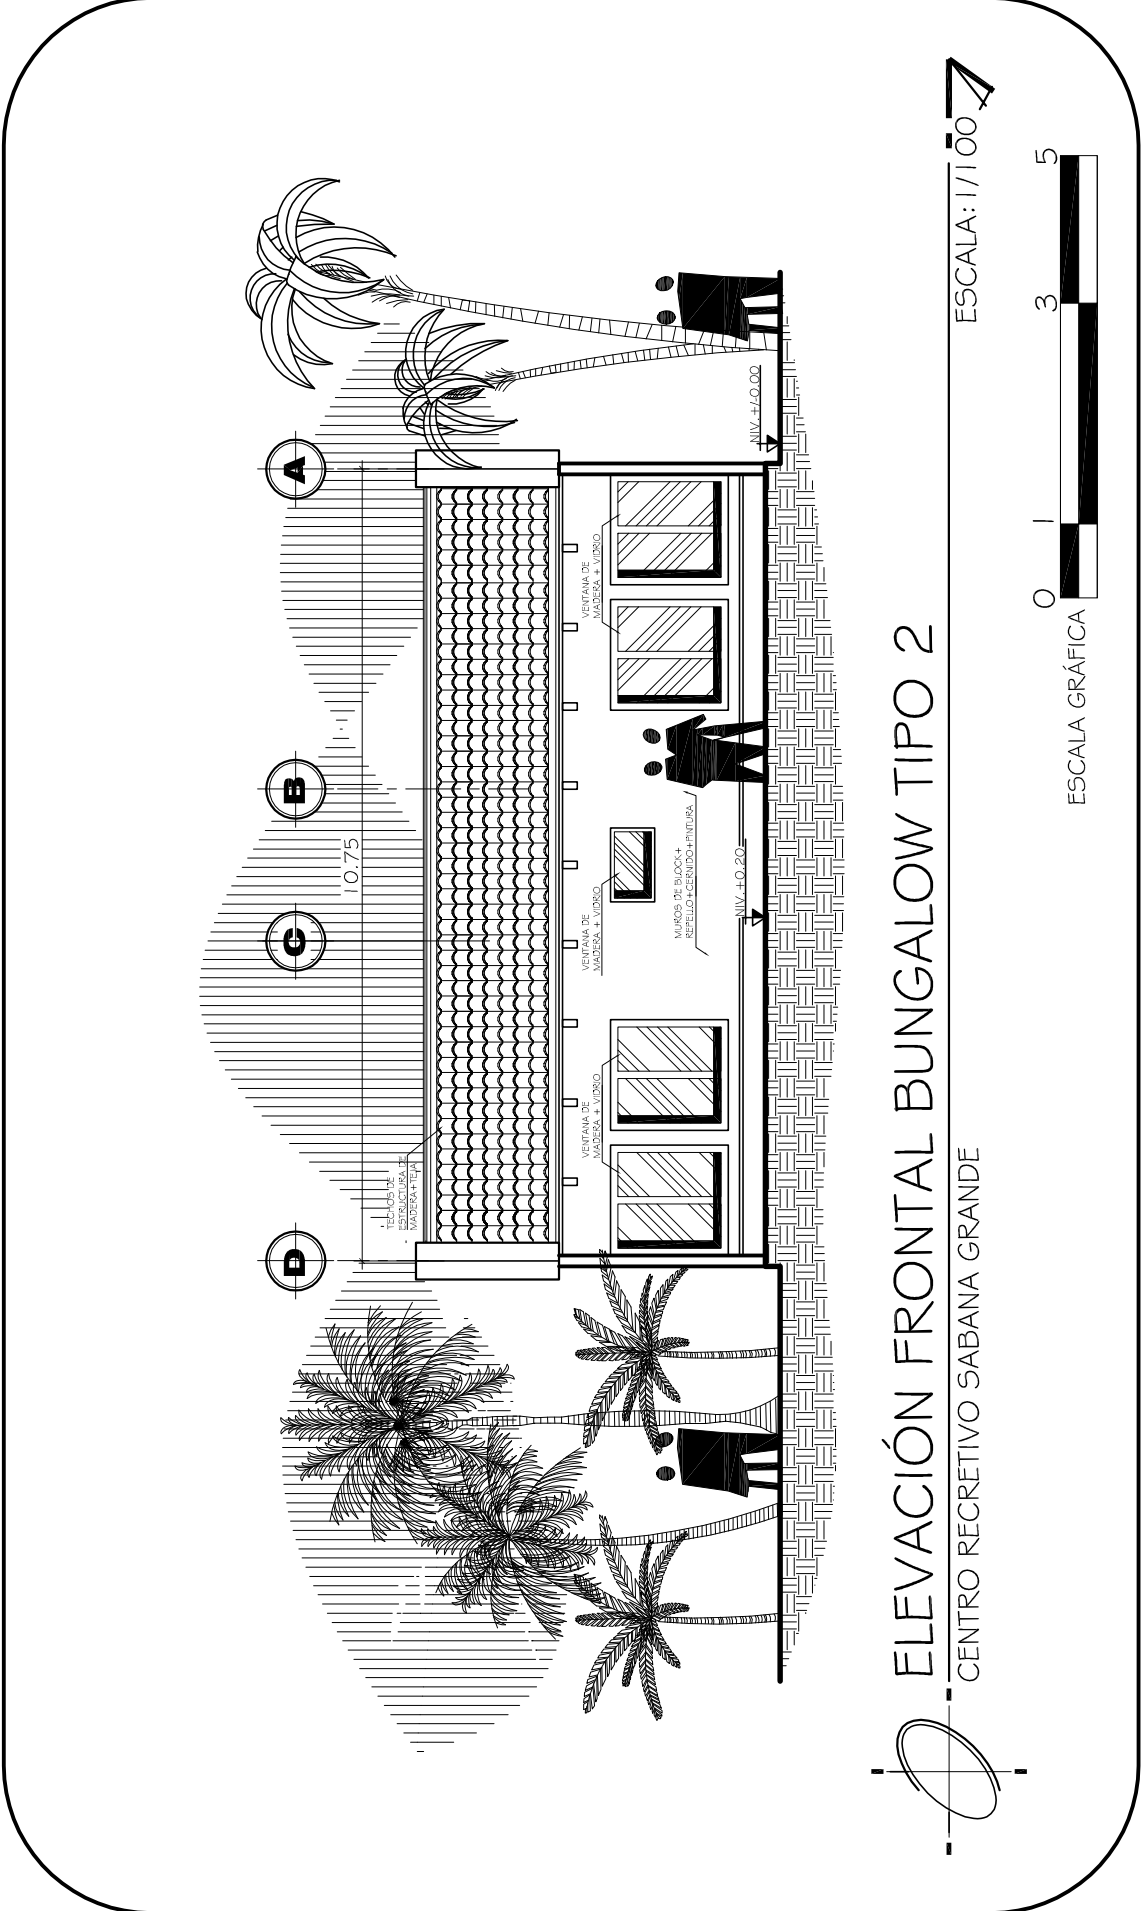 D
C
B
A
10.75
TECHOS DE
ESTRUCTURA DE
MADERA+TEJA
VENTANA DE
MADERA + VIDRIO
VENTANA DE
MADERA + VIDRIO
VENTANA DE
MADERA + VIDRIO
MUROS DE BLOCK+
REPELLO+CERNIDO+PINTURA
NIV.+0.20
NIV.+/-0.00
ELEVACIÓN FRONTAL BUNGALOW TIPO 2
CENTRO RECRETIVO SABANA GRANDE
ESCALA:1/100
0 1 3 5
ESCALA GRÁFICA